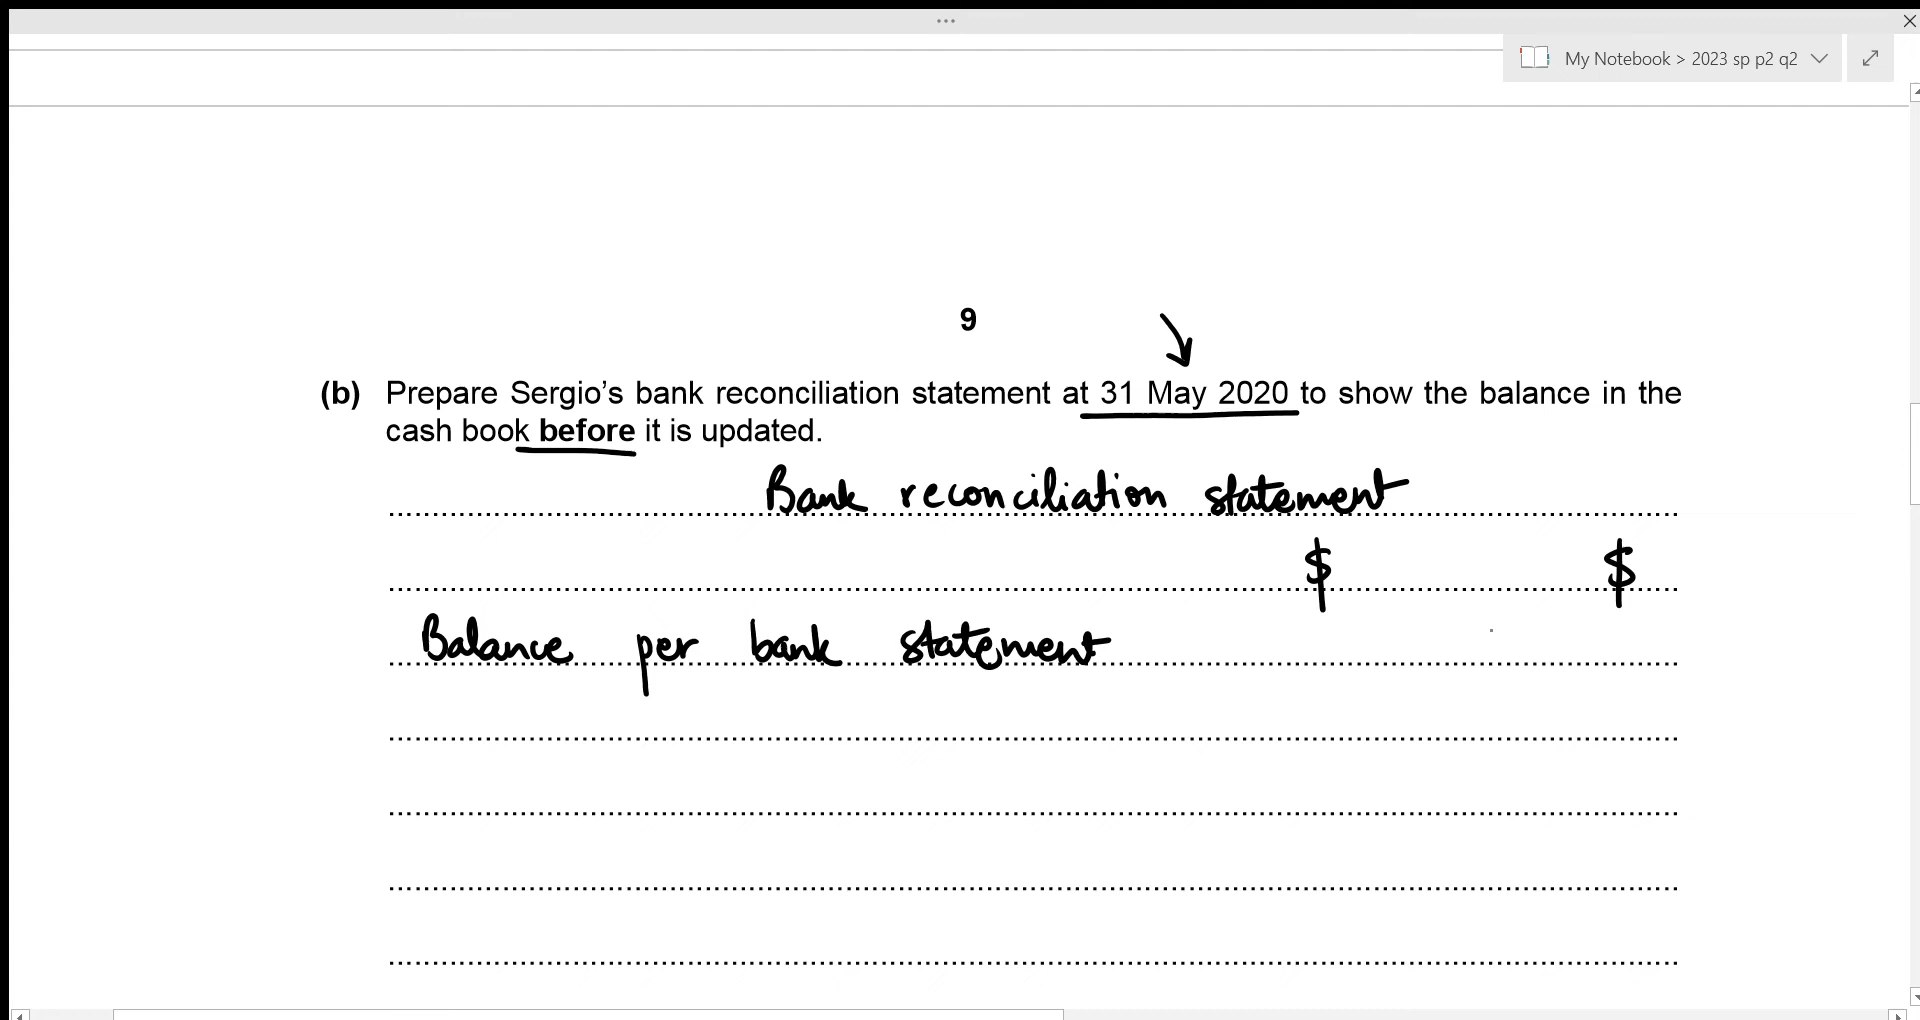 My Notebook > 2023 sp p2 q2
9
(b) Prepare Sergio’s bank reconciliation statement at 31 May 2020 to show the balance in the
cash book before it is updated.
Bank reconciliation statement
$ $
Balance per bank statement